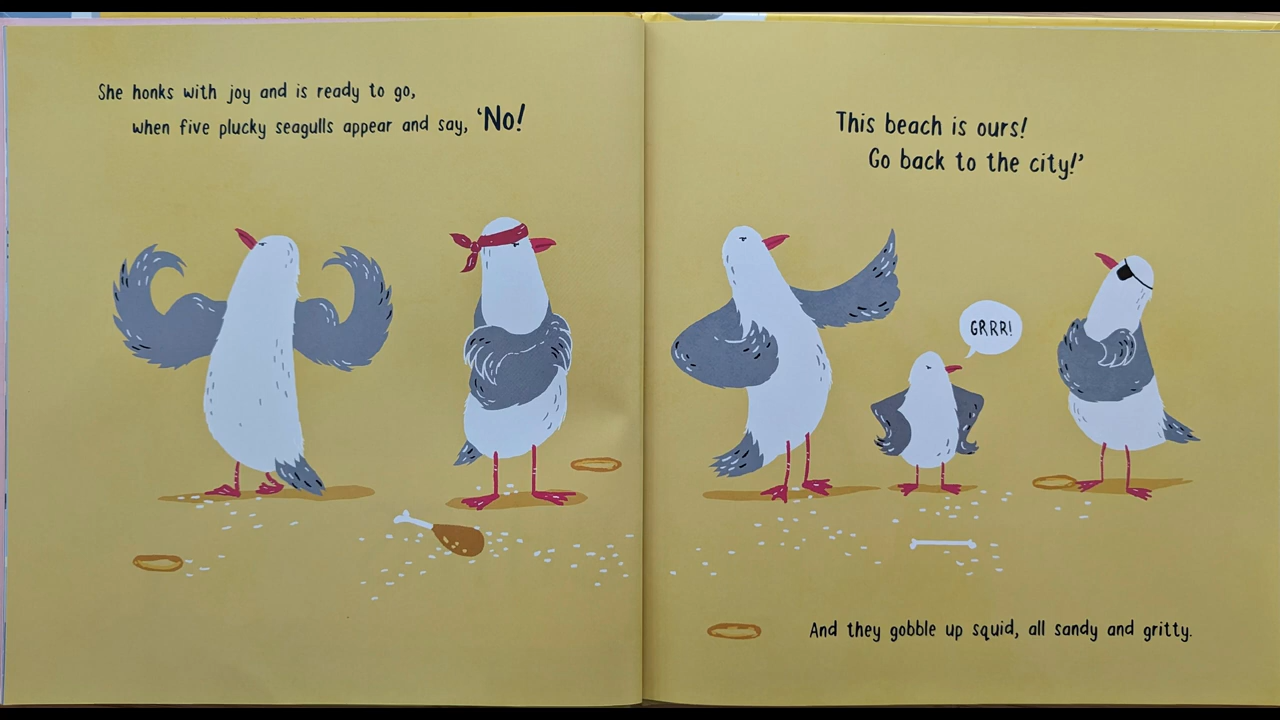 She honks with joy and is ready to go,
when five plucky seagulls appear and say, ‘No!
This beach is ours!
Go back to the city!’
GRRR!
And they gobble up squid, all sandy and gritty.